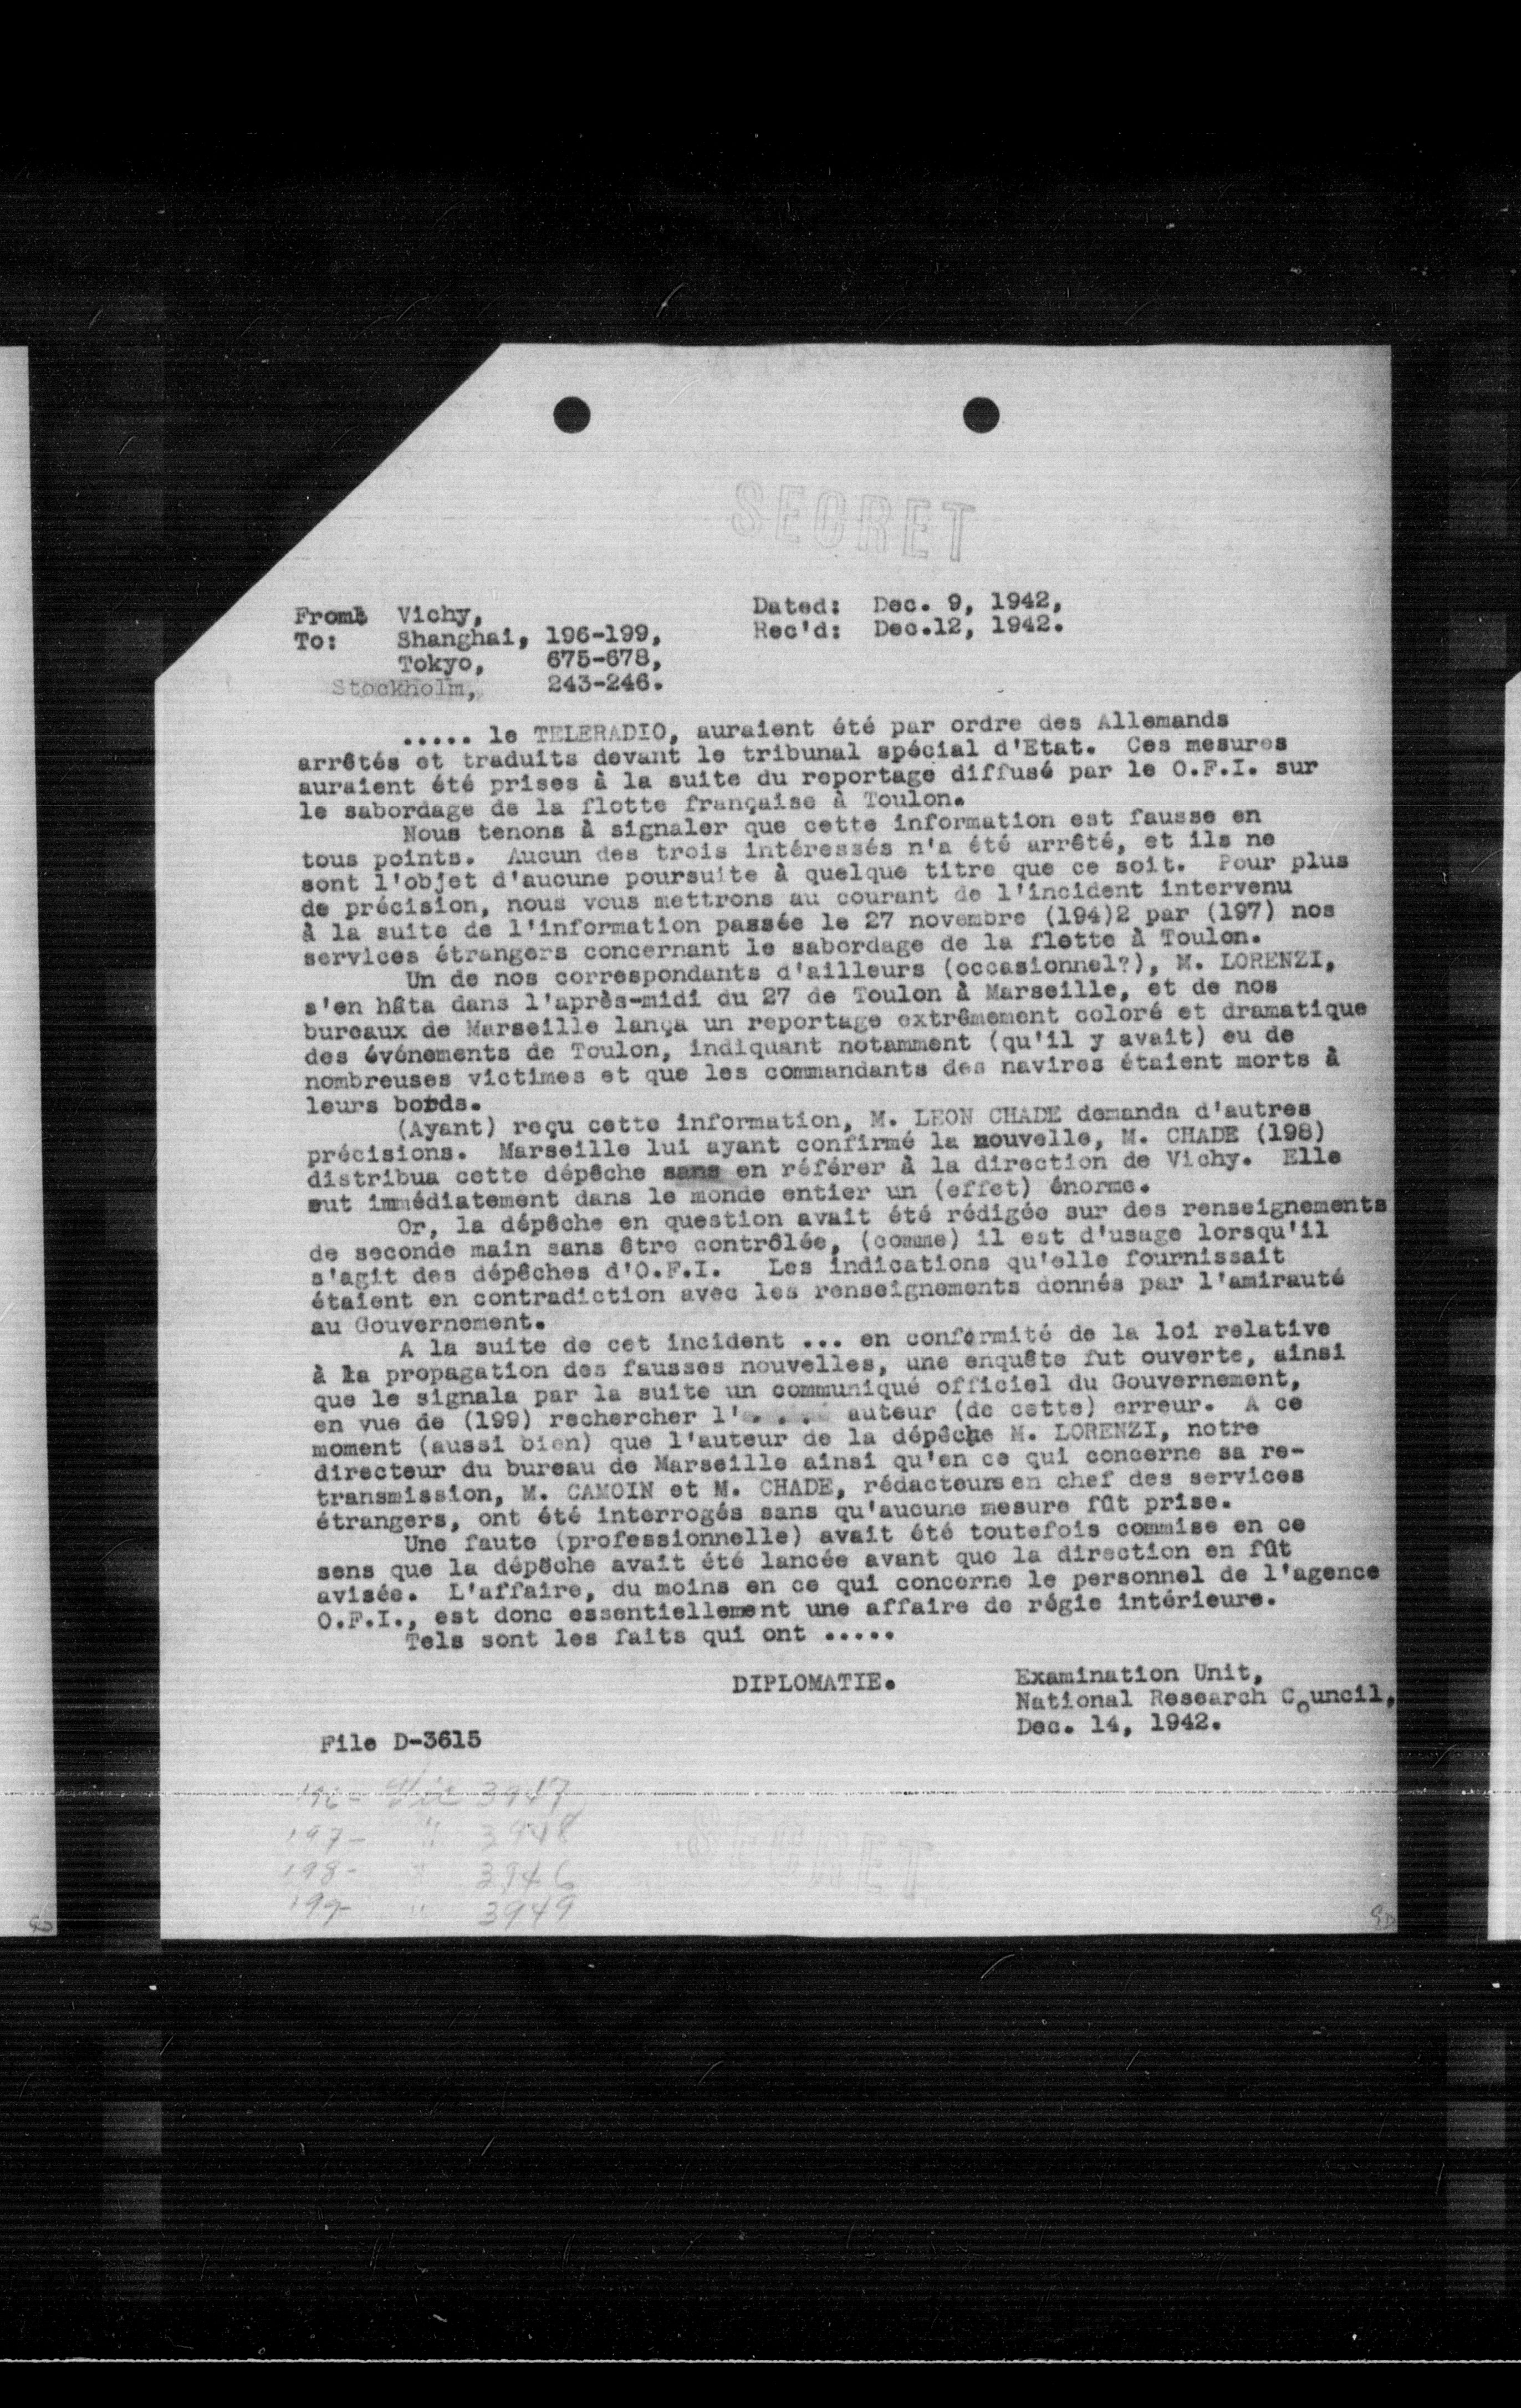 SECRET
From: Vichy,
Dated: Dec. 9, 1942,
To: Shanghai, 196-199,
Rec'd: Dec.12, 1942.
Tokyo, 675-678,
Stockholm, 243-246.
..... le TELERADIO, auraient été par ordre des Allemands
arrêtés et traduits devant le tribunal spécial d'Etat. Ces mesures
auraient été prises à la suite du reportage diffusé par le O.F.I. sur
le sabordage de la flotte française à Toulon.
Nous tenons à signaler que cette information est fausse en
tous points. Aucun des trois intéressés n'a été arrêté, et ils ne
sont l'objet d'aucune poursuite à quelque titre que ce soit. Pour plus
de précision, nous vous mettrons au courant de l'incident intervenu
à la suite de l'information passée le 27 novembre (194)2 par (197) nos
services étrangers concernant le sabordage de la flotte à Toulon.
Un de nos correspondants d'ailleurs (occasionnel?), M. LORENZI,
s'en hâta dans l'après-midi du 27 de Toulon à Marseille, et de nos
bureaux de Marseille lança un reportage extrêmement coloré et dramatique
des événements de Toulon, indiquant notamment (qu'il y avait) eu de
nombreuses victimes et que les commandants des navires étaient morts à
leurs bords.
(Ayant) reçu cette information, M. LEON CHADE demanda d'autres
précisions. Marseille lui ayant confirmé la nouvelle, M. CHADE (198)
distribua cette dépêche sans en référer à la direction de Vichy. Elle
eut immédiatement dans le monde entier un (effet) énorme.
Or, la dépêche en question avait été rédigée sur des renseignements
de seconde main sans être contrôlée, (comme) il est d'usage lorsqu'il
s'agit des dépêches d'O.F.I. Les indications qu'elle fournissait
étaient en contradiction avec les renseignements donnés par l'amirauté
au Gouvernement.
A la suite de cet incident ... en conformité de la loi relative
à la propagation des fausses nouvelles, une enquête fut ouverte, ainsi
que le signala par la suite un communiqué officiel du Gouvernement,
en vue de (199) rechercher l'.... auteur (de cette) erreur. A ce
moment (aussi bien) que l'auteur de la dépêche M. LORENZI, notre
directeur du bureau de Marseille ainsi qu'en ce qui concerne sa re-
transmission, M. CAMOIN et M. CHADE, rédacteurs en chef des services
étrangers, ont été interrogés sans qu'aucune mesure fût prise.
Une faute (professionnelle) avait été toutefois commise en ce
sens que la dépêche avait été lancée avant que la direction en fût
avisée. L'affaire, du moins en ce qui concerne le personnel de l'agence
O.F.I., est donc essentiellement une affaire de régie intérieure.
Tels sont les faits qui ont .....
DIPLOMATIE.
Examination Unit,
National Research Council,
Dec. 14, 1942.
File D-3615
196- 3947
197- " 3948
198- " 3946
199- " 3949
SECRET